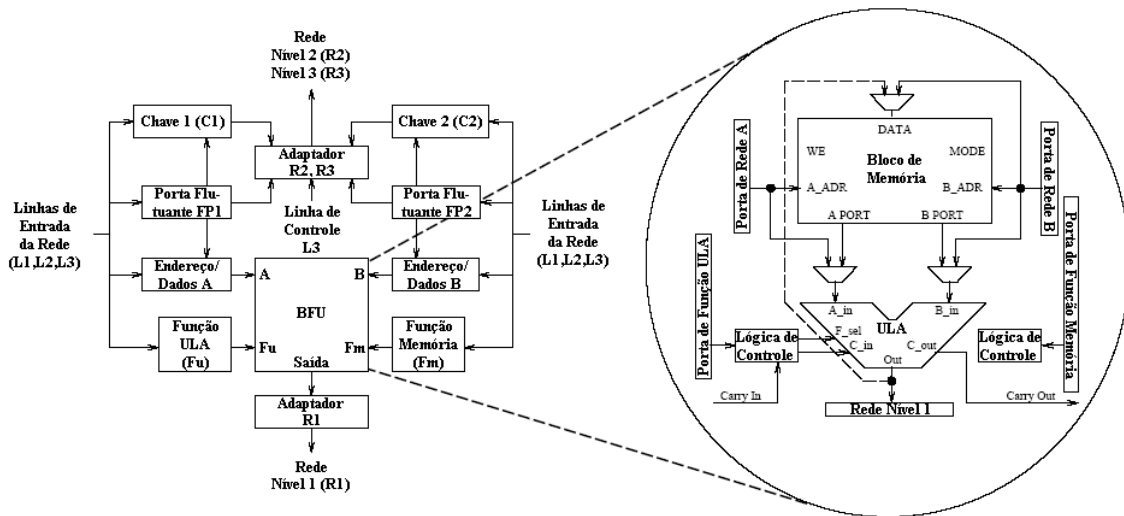 Rede
Nível 2 (R2)
Nível 3 (R3)
Chave 1 (C1)
Chave 2 (C2)
Adaptador
R2, R3
Porta Flu-
tuante FP1
Porta Flu-
tuante FP2
Linhas de
Entrada
da Rede
(L1,L2,L3)
Linha de
Controle
L3
Linhas de
Entrada
da Rede
(L1,L2,L3)
Endereço/
Dados A
A
B
Endereço/
Dados B
BFU
Função
ULA
(Fu)
Fu
Fm
Função
Memória
(Fm)
Saída
Adaptador
R1
Rede
Nível 1 (R1)
DATA
WE
MODE
Bloco de
Memória
A_ADR
B_ADR
A PORT
B PORT
Porta de Rede A
Porta de Rede B
Porta de Função ULA
Porta de Função Memória
A_in
B_in
ULA
F_sel
C_in
C_out
Out
Lógica de
Controle
Lógica de
Controle
Carry In
Carry Out
Rede Nível 1